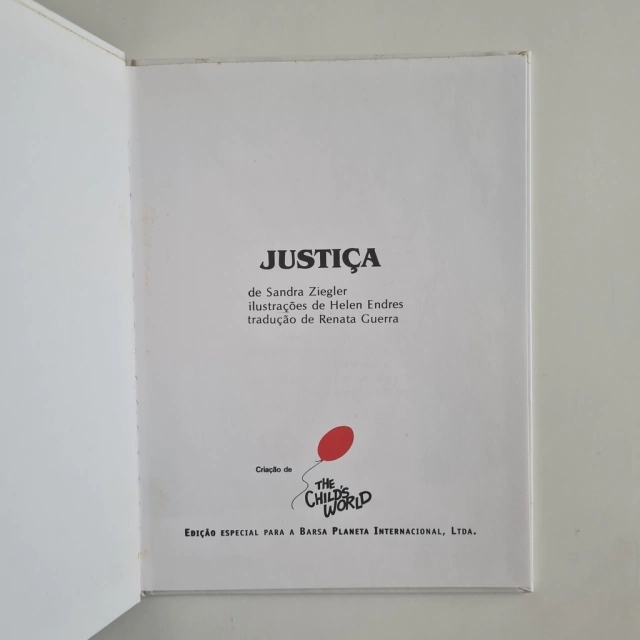 JUSTIÇA
de Sandra Ziegler
ilustrações de Helen Endres
tradução de Renata Guerra
Criação de
THE
CHILD'S
WORLD
EDIÇÃO ESPECIAL PARA A BARSA PLANETA INTERNACIONAL, LTDA.